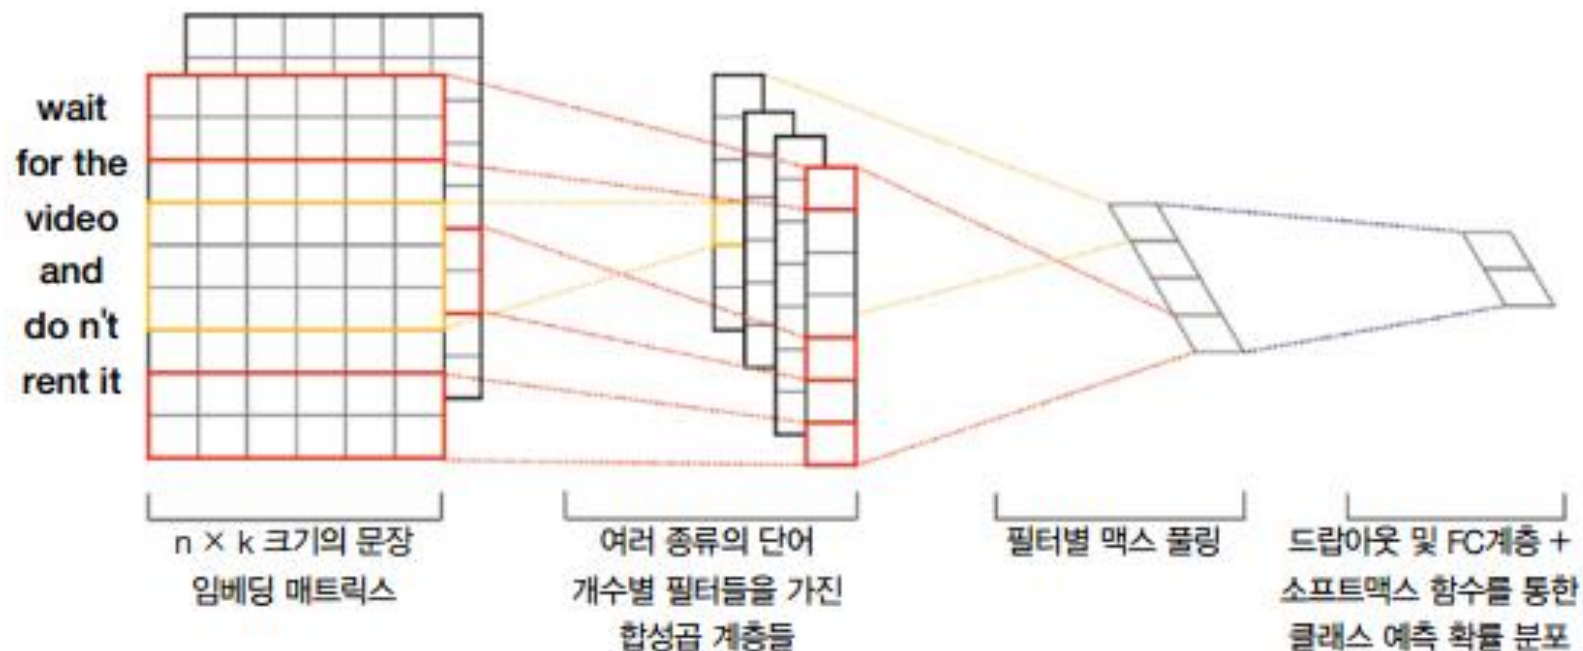 wait
for the
video
and
do n't
rent it
n × k 크기의 문장
임베딩 매트릭스
여러 종류의 단어
개수별 필터들을 가진
합성곱 계층들
필터별 맥스 풀링
드랍아웃 및 FC계층 +
소프트맥스 함수를 통한
클래스 예측 확률 분포